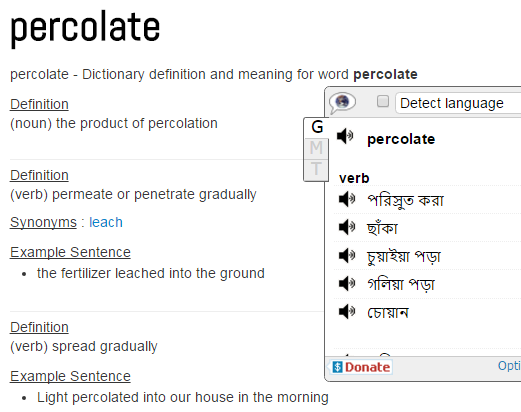 percolate
percolate - Dictionary definition and meaning for word percolate
Definition
(noun) the product of percolation
Definition
(verb) permeate or penetrate gradually
Synonyms : leach
Example Sentence
the fertilizer leached into the ground
Definition
(verb) spread gradually
Example Sentence
Light percolated into our house in the morning
Detect language
G
M
T
percolate
verb
পরিস্রুত করা
ছাঁকা
চুয়াইয়া পড়া
গলিয়া পড়া
চোয়ান
$ Donate
Opti